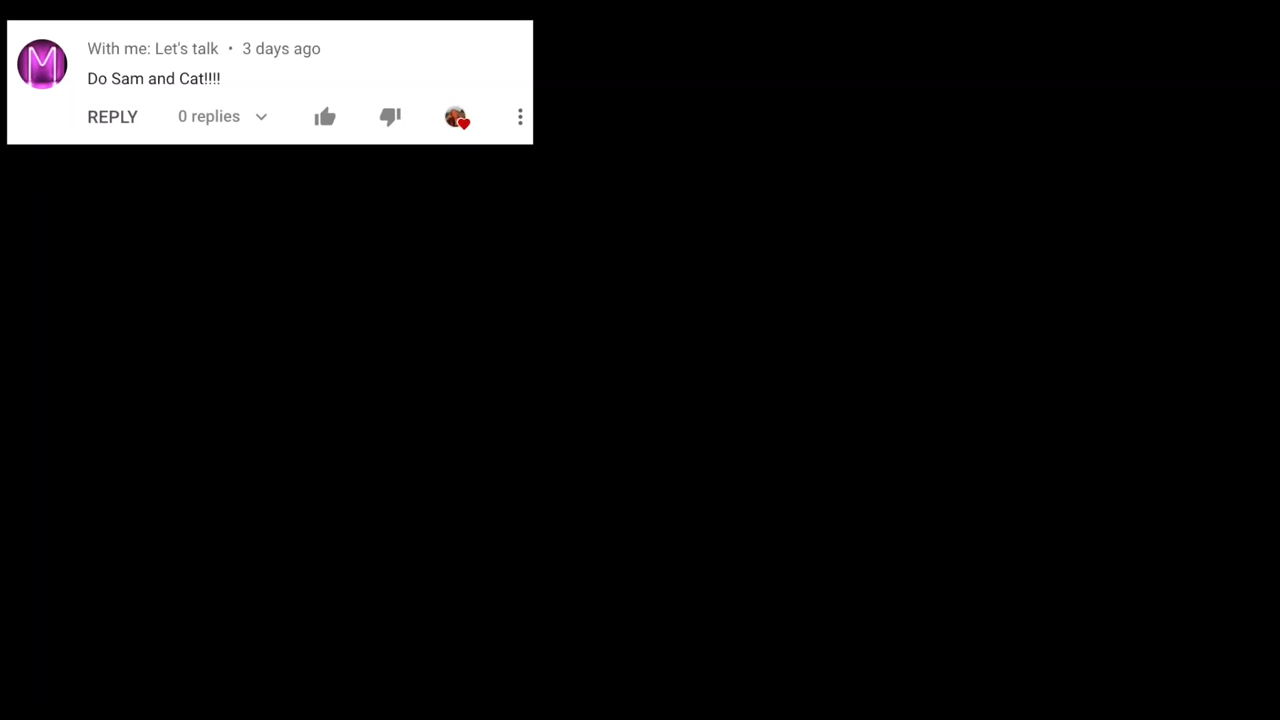 M
With me: Let's talk • 3 days ago
Do Sam and Cat!!!!
REPLY 0 replies